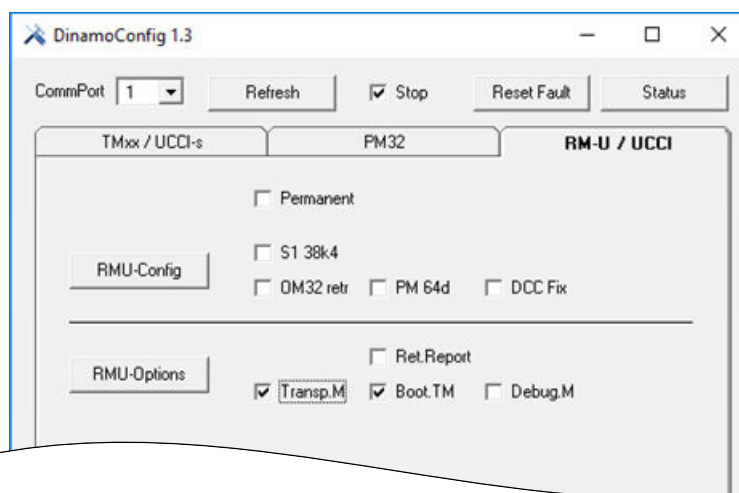 DinamoConfig 1.3
CommPort 1 Refresh Stop Reset Fault Status
TMxx / UCCI-s PM32 RM-U / UCCI
Permanent
S1 38k4
RMU-Config
OM32 retr PM 64d DCC Fix
Ret.Report
RMU-Options
Transp.M Boot.TM Debug.M